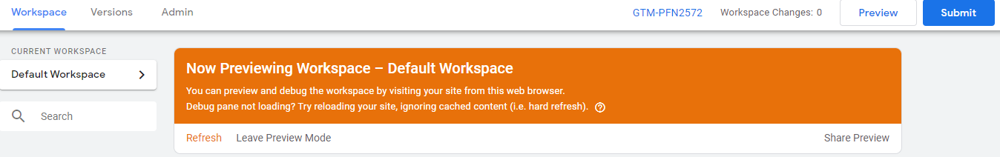 Workspace Versions Admin GTM-PFN2572 Workspace Changes: 0 Preview Submit
CURRENT WORKSPACE
Default Workspace
Search
Now Previewing Workspace – Default Workspace
You can preview and debug the workspace by visiting your site from this web browser.
Debug pane not loading? Try reloading your site, ignoring cached content (i.e. hard refresh). ?
Refresh Leave Preview Mode Share Preview